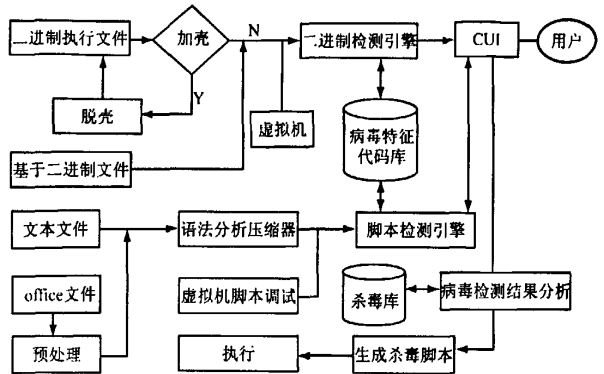 二进制执行文件
加壳
N
二进制检测引擎
CUI
用户
Y
脱壳
虚拟机
病毒特征
代码库
基于二进制文件
文本文件
语法分析压缩器
脚本检测引擎
office文件
虚拟机脚本调试
杀毒库
病毒检测结果分析
预处理
执行
生成杀毒脚本